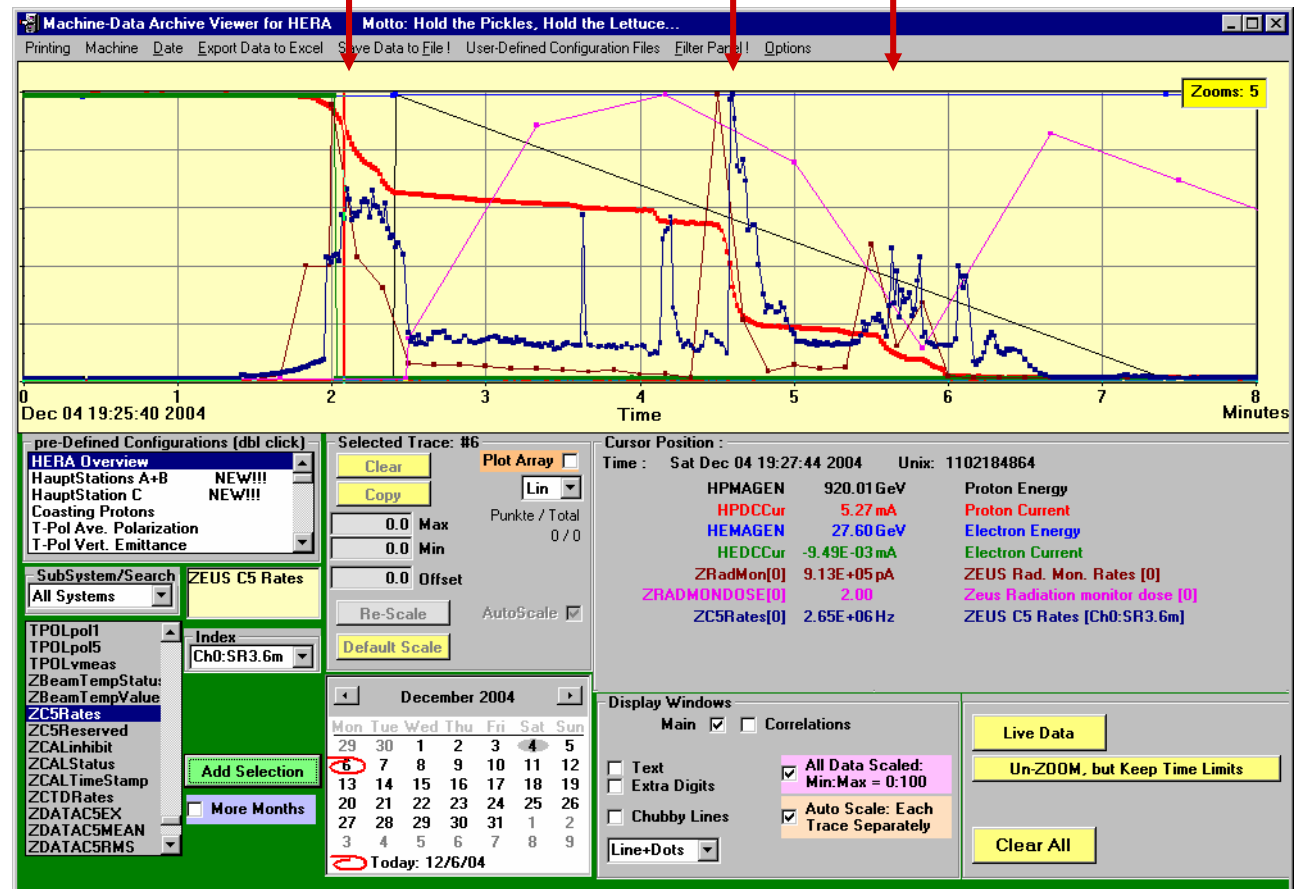 Machine-Data Archive Viewer for HERA Motto: Hold the Pickles, Hold the Lettuce...
Printing Machine Date Export Data to Excel Save Data to File ! User-Defined Configuration Files Filter Panel ! Options
Zooms: 5
0 1 2 3 4 5 6 7 8
Dec 04 19:25:40 2004 Time Minutes
pre-Defined Configurations (dbl click)
HERA Overview
HauptStations A+B NEW!!!
HauptStation C NEW!!!
Coasting Protons
T-Pol Ave. Polarization
T-Pol Vert. Emittance
SubSystem/Search
All Systems
ZEUS C5 Rates
TPOLpol1
TPOLpol5
TPOLvmeas
ZBeamTempStatu
ZBeamTempValue
ZC5Rates
ZC5Reserved
ZCALinhibit
ZCALStatus
ZCALTimeStamp
ZCTDRates
ZDATAC5EX
ZDATAC5MEAN
ZDATAC5RMS
Index
Ch0:SR3.6m
Add Selection
More Months
Selected Trace: #6
Clear
Plot Array
Copy
Lin
0.0 Max
Punkte / Total
0 / 0
0.0 Min
0.0 Offset
Re-Scale
AutoScale
Default Scale
December 2004
Mon Tue Wed Thu Fri Sat Sun
29 30 1 2 3 4 5
6 7 8 9 10 11 12
13 14 15 16 17 18 19
20 21 22 23 24 25 26
27 28 29 30 31 1 2
3 4 5 6 7 8 9
Today: 12/6/04
Cursor Position :
Time : Sat Dec 04 19:27:44 2004 Unix: 1102184864
HPMAGEN 920.01 GeV Proton Energy
HPDCCur 5.27 mA Proton Current
HEMAGEN 27.60 GeV Electron Energy
HEDCCur -9.49E-03 mA Electron Current
ZRadMon[0] 9.13E+05 pA ZEUS Rad. Mon. Rates [0]
ZRADMONDOSE[0] 2.00 Zeus Radiation monitor dose [0]
ZC5Rates[0] 2.65E+06 Hz ZEUS C5 Rates [Ch0:SR3.6m]
Display Windows
Main Correlations
Text
Extra Digits
Chubby Lines
Line+Dots
All Data Scaled:
Min:Max = 0:100
Auto Scale: Each
Trace Separately
Live Data
Un-ZOOM, but Keep Time Limits
Clear All